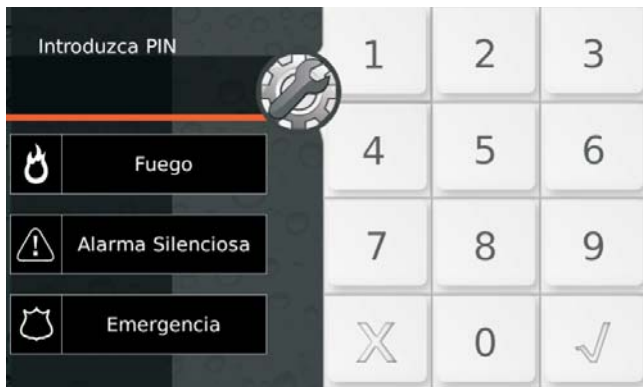 Introduzca PIN
Fuego
Alarma Silenciosa
Emergencia
1 2 3
4 5 6
7 8 9
X 0 √